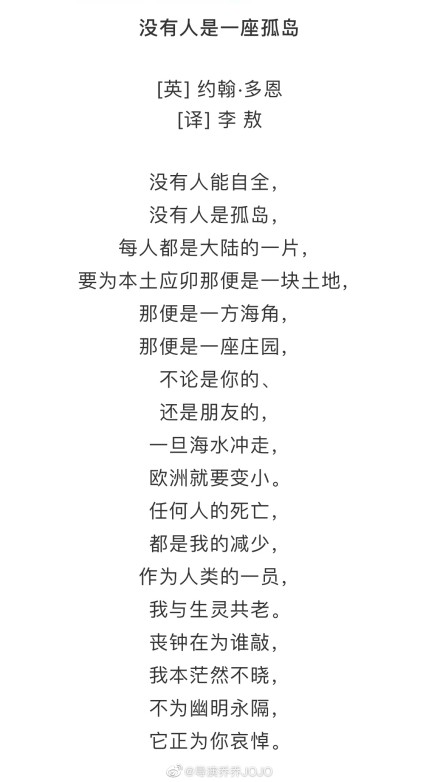 没有人是一座孤岛
[英] 约翰·多恩
[译] 李 敖
没有人能自全，
没有人是孤岛，
每人都是大陆的一片，
要为本土应卯那便是一块土地，
那便是一方海角，
那便是一座庄园，
不论是你的、
还是朋友的，
一旦海水冲走，
欧洲就要变小。
任何人的死亡，
都是我的减少，
作为人类的一员，
我与生灵共老。
丧钟在为谁敲，
我本茫然不晓，
不为幽明永隔，
它正为你哀悼。